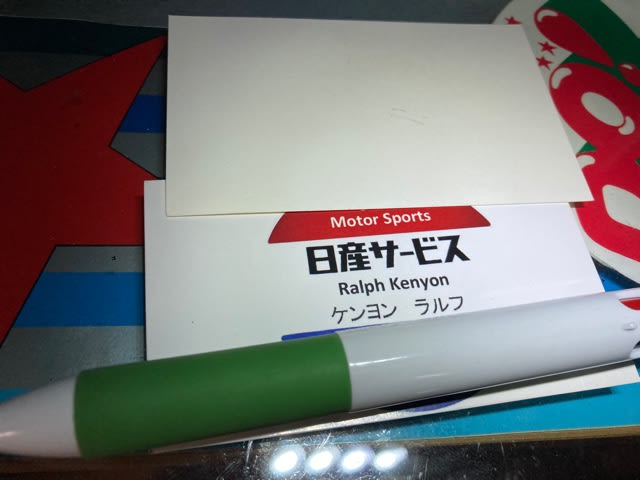 Motor Sports
日産サービス
Ralph Kenyon
ケンヨン ラルフ